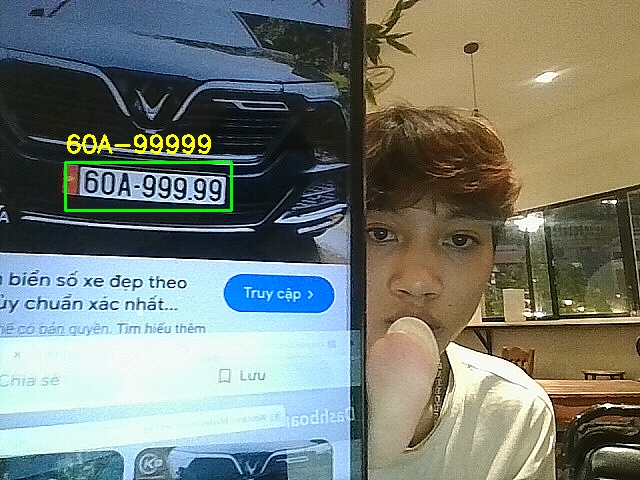 60A-99999
60A-999.99
A
n biển số xe đẹp theo
ủy chuẩn xác nhất...
Truy cập >
hể có bản quyền. Tìm hiểu thêm
×
Chia sẻ
Lưu
Dashboa